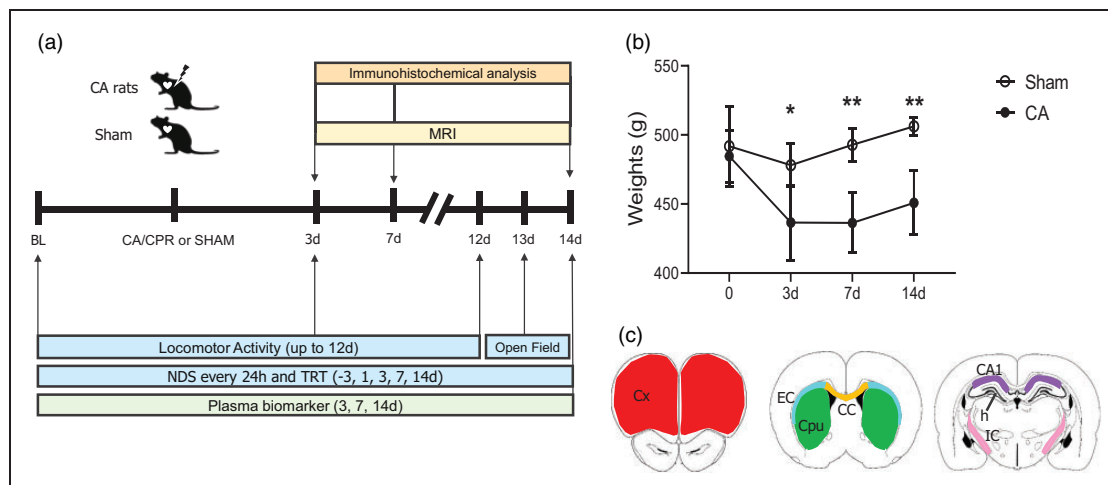 (a)
CA rats
Sham
Immunohistochemical analysis
MRI
BL
CA/CPR or SHAM
3d
7d
12d
13d
14d
Locomotor Activity (up to 12d)
Open Field
NDS every 24h and TRT (-3, 1, 3, 7, 14d)
Plasma biomarker (3, 7, 14d)
(b)
550
500
450
400
Weights (g)
* ** **
Sham
CA
0 3d 7d 14d
(c)
Cx
EC
CC
Cpu
CA1
h
IC